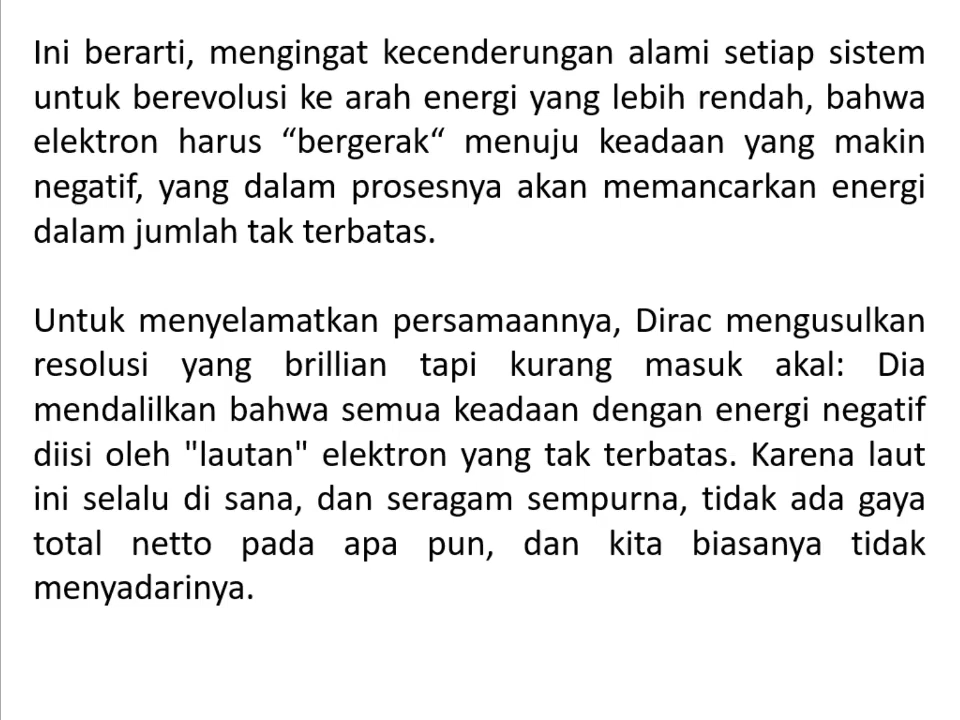 Ini berarti, mengingat kecenderungan alami setiap sistem
untuk berevolusi ke arah energi yang lebih rendah, bahwa
elektron harus “bergerak“ menuju keadaan yang makin
negatif, yang dalam prosesnya akan memancarkan energi
dalam jumlah tak terbatas.
Untuk menyelamatkan persamaannya, Dirac mengusulkan
resolusi yang brillian tapi kurang masuk akal: Dia
mendalilkan bahwa semua keadaan dengan energi negatif
diisi oleh "lautan" elektron yang tak terbatas. Karena laut
ini selalu di sana, dan seragam sempurna, tidak ada gaya
total netto pada apa pun, dan kita biasanya tidak
menyadarinya.